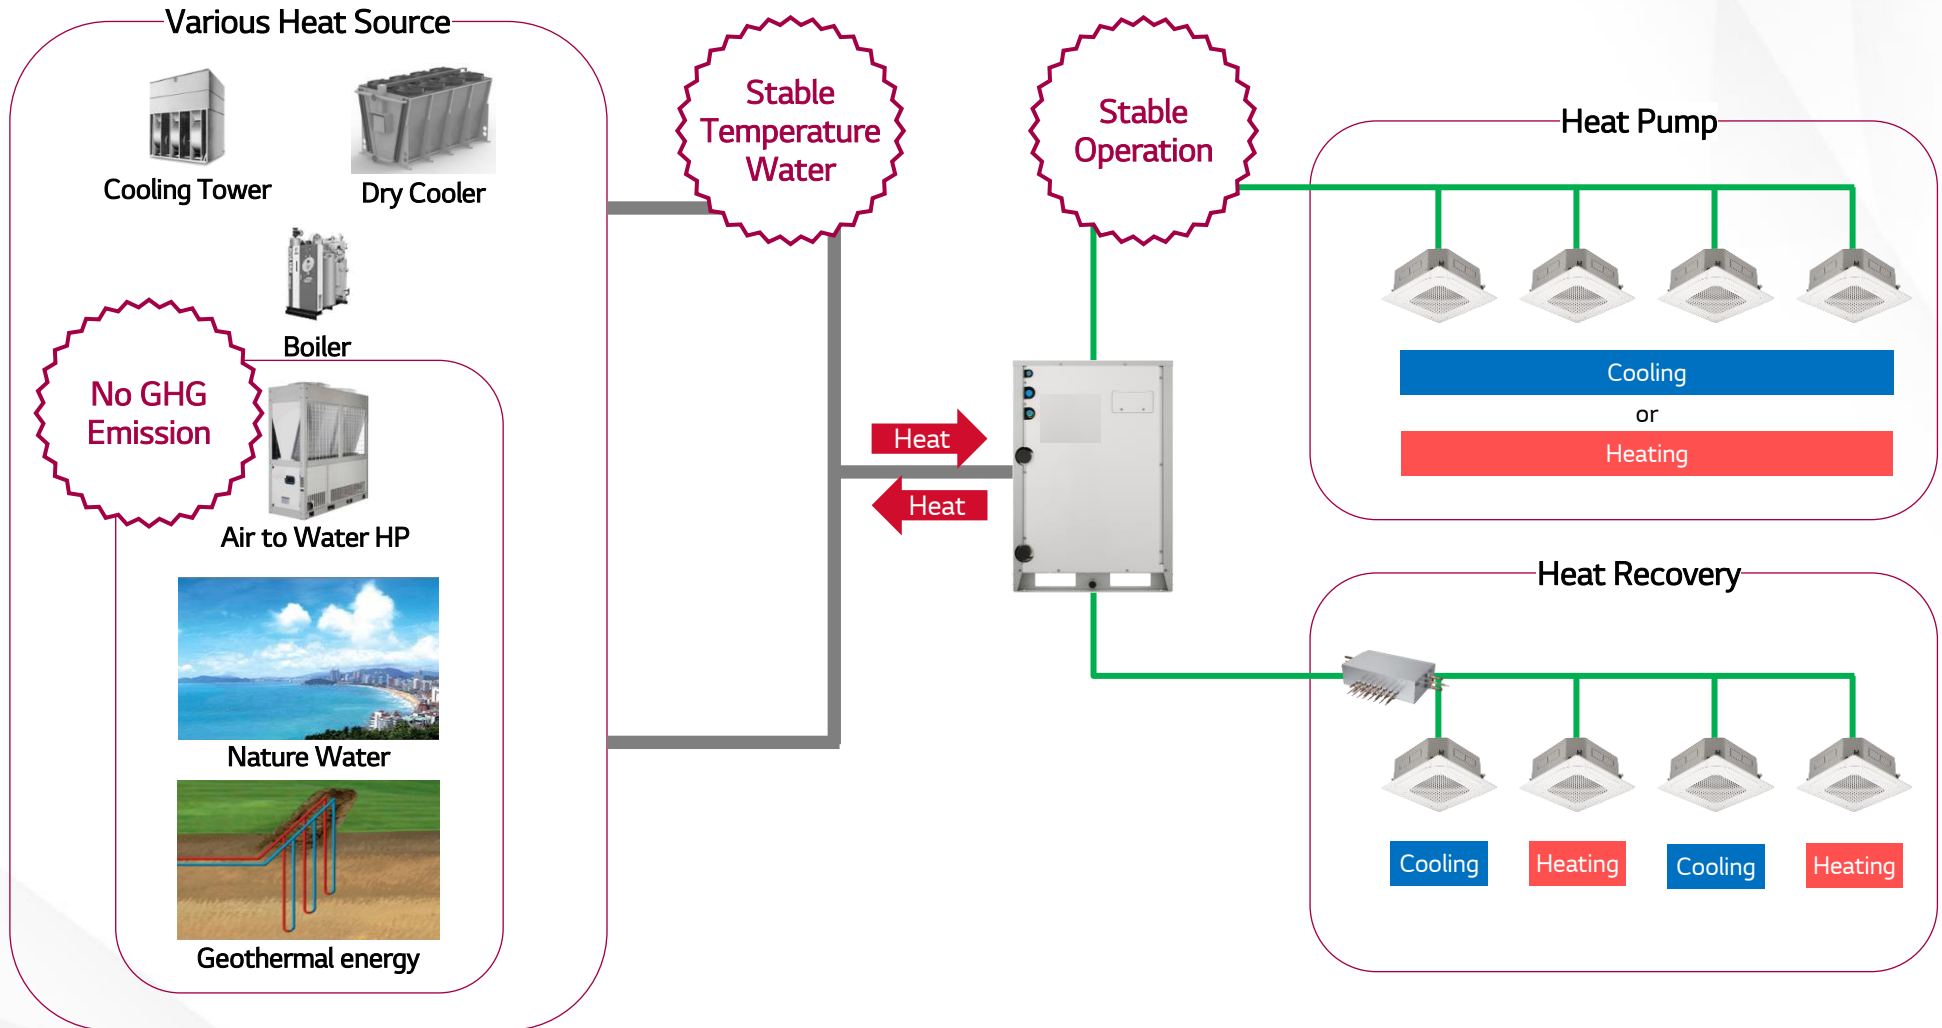 Various Heat Source
Cooling Tower
Dry Cooler
Boiler
No GHG
Emission
Air to Water HP
Nature Water
Geothermal energy
Stable
Temperature
Water
Stable
Operation
Heat
Heat
Heat Pump
Cooling
or
Heating
Heat Recovery
Cooling
Heating
Cooling
Heating